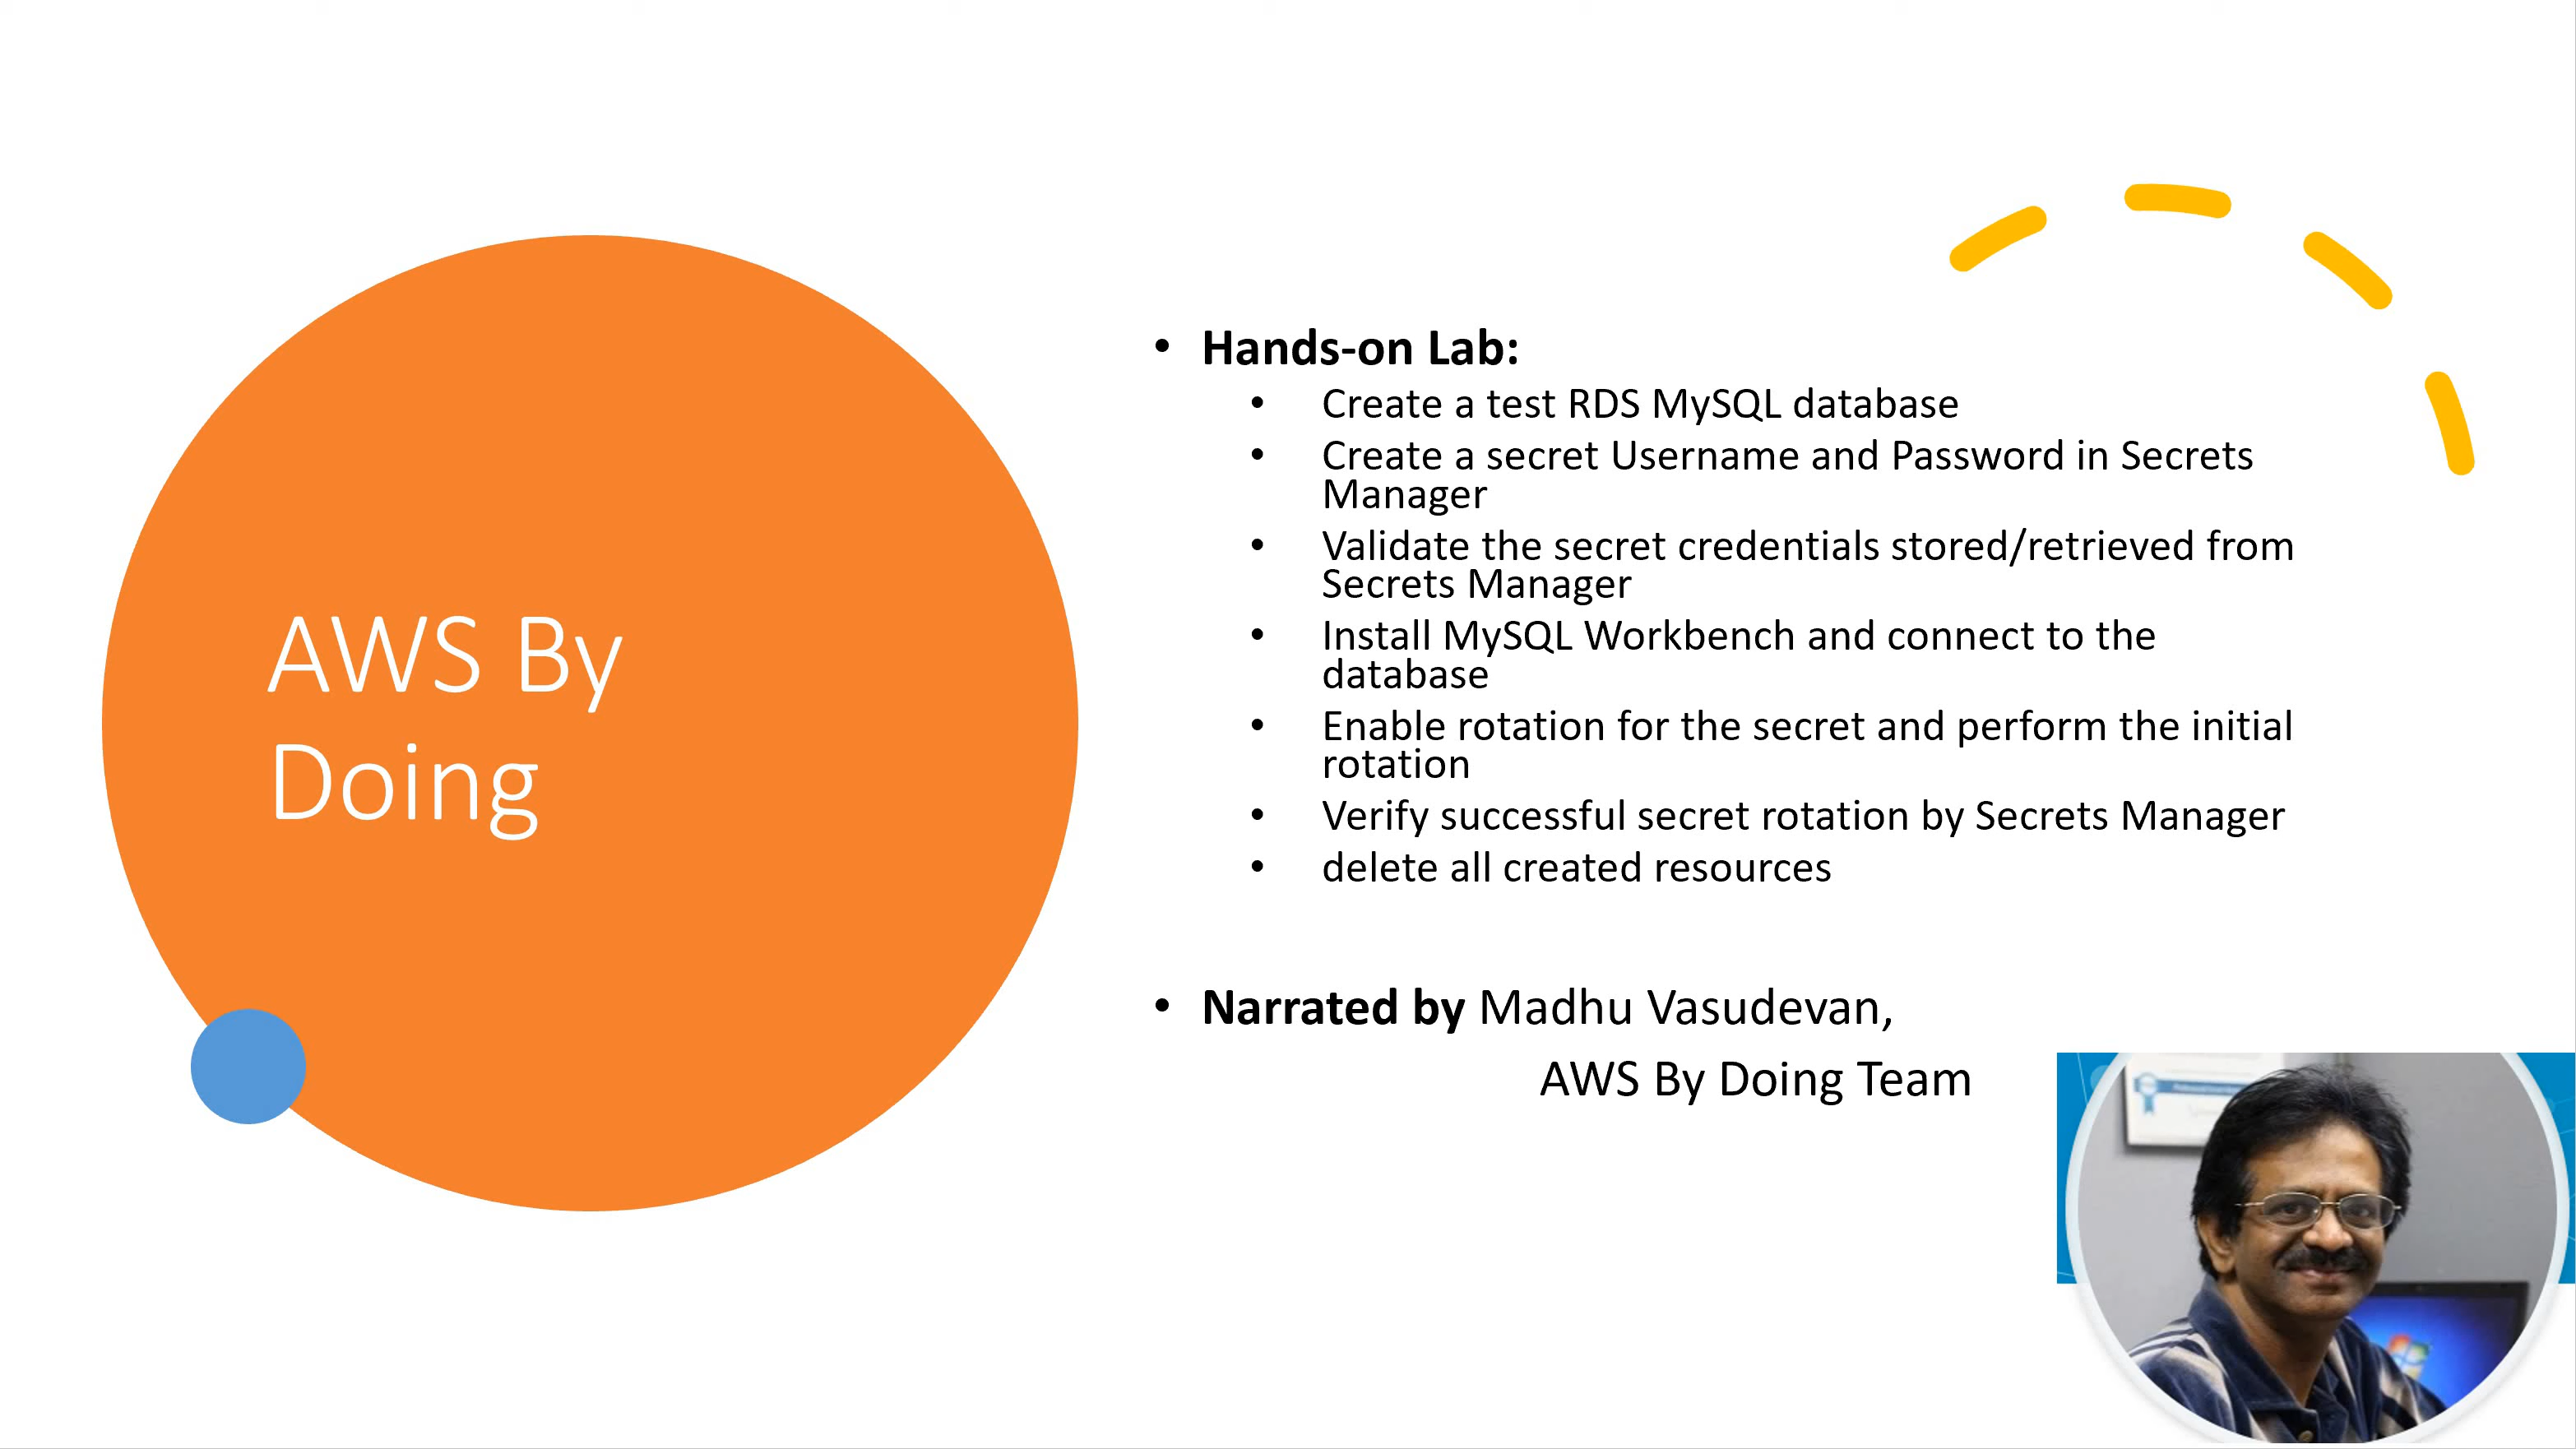 AWS By
Doing
• Hands-on Lab:
• Create a test RDS MySQL database
• Create a secret Username and Password in Secrets
Manager
• Validate the secret credentials stored/retrieved from
Secrets Manager
• Install MySQL Workbench and connect to the
database
• Enable rotation for the secret and perform the initial
rotation
• Verify successful secret rotation by Secrets Manager
• delete all created resources
• Narrated by Madhu Vasudevan,
AWS By Doing Team